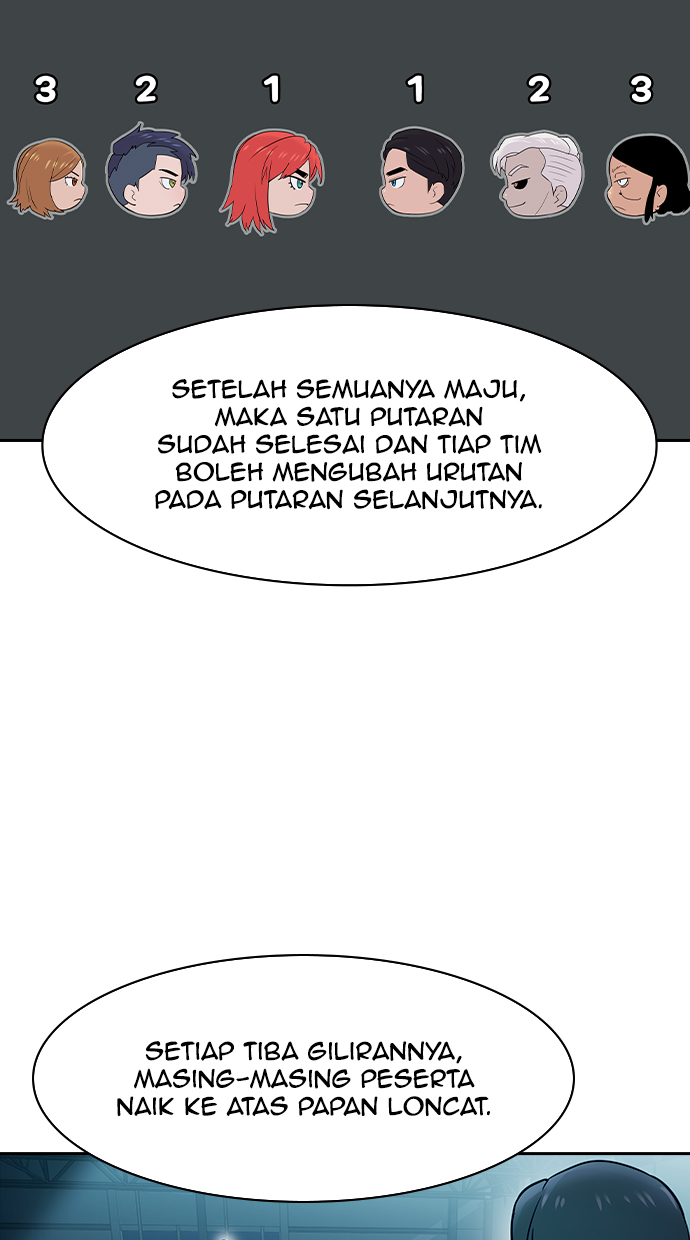 3 2 1 1 2 3
SETELAH SEMUANYA MAJU,
MAKA SATU PUTARAN
SUDAH SELESAI DAN TIAP TIM
BOLEH MENGUBAH URUTAN
PADA PUTARAN SELANJUTNYA.
SETIAP TIBA GILIRANNYA,
MASING-MASING PESERTA
NAIK KE ATAS PAPAN LONCAT.